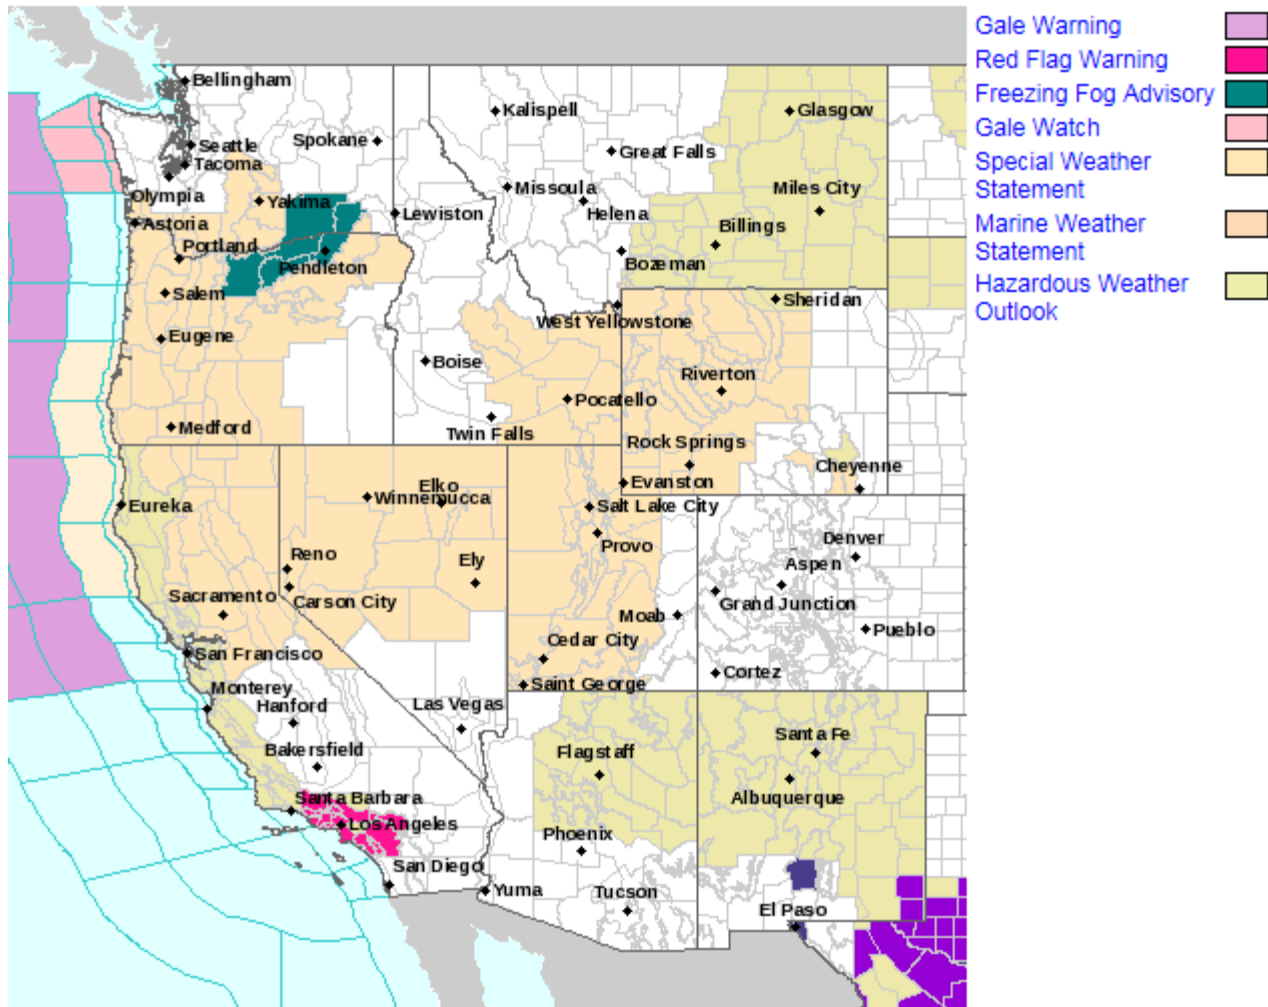 Gale Warning
Red Flag Warning
Freezing Fog Advisory
Gale Watch
Special Weather
Statement
Marine Weather
Statement
Hazardous Weather
Outlook
Bellingham
Kalispell
Glasgow
Seattle
Spokane
Great Falls
Tacoma
Olympia
Yakima
Missoula
Miles City
Astoria
Lewiston
Helena
Billings
Portland
Pendleton
Bozeman
Salem
Sheridan
West Yellowstone
Eugene
Boise
Riverton
Pocatello
Medford
Twin Falls
Rock Springs
Cheyenne
Evanston
Elko
Winnemucca
Eureka
Salt Lake City
Provo
Denver
Reno
Ely
Aspen
Sacramento
Carson City
Grand Junction
Moab
Pueblo
San Francisco
Cedar City
Cortez
Saint George
Monterey
Hanford
Las Vegas
Santa Fe
Bakersfield
Flagstaff
Albuquerque
Santa Barbara
Los Angeles
Phoenix
San Diego
Yuma
Tucson
El Paso